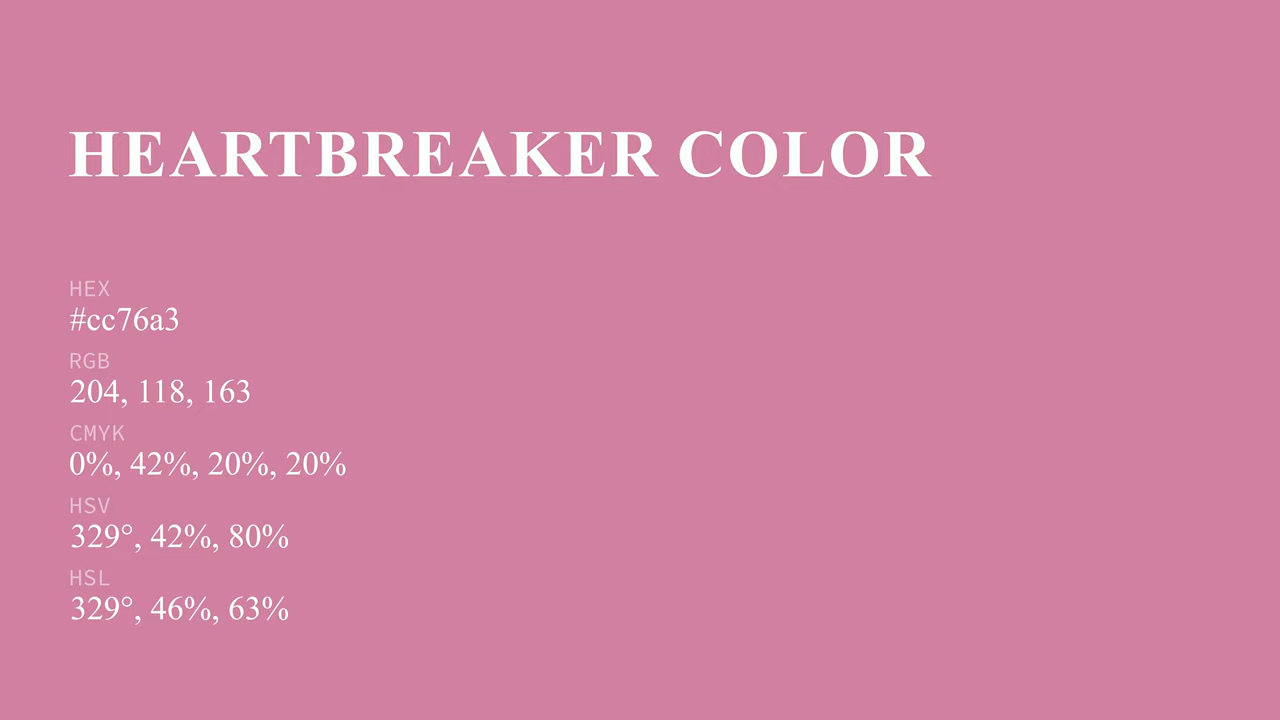 HEARTBREAKER COLOR
HEX
#cc76a3
RGB
204, 118, 163
CMYK
0%, 42%, 20%, 20%
HSV
329°, 42%, 80%
HSL
329°, 46%, 63%